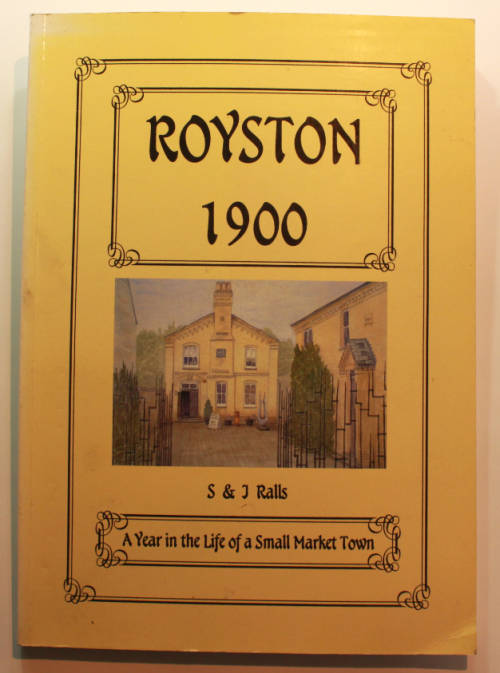 ROYSTON
1900
S & J Ralls
A Year in the Life of a Small Market Town